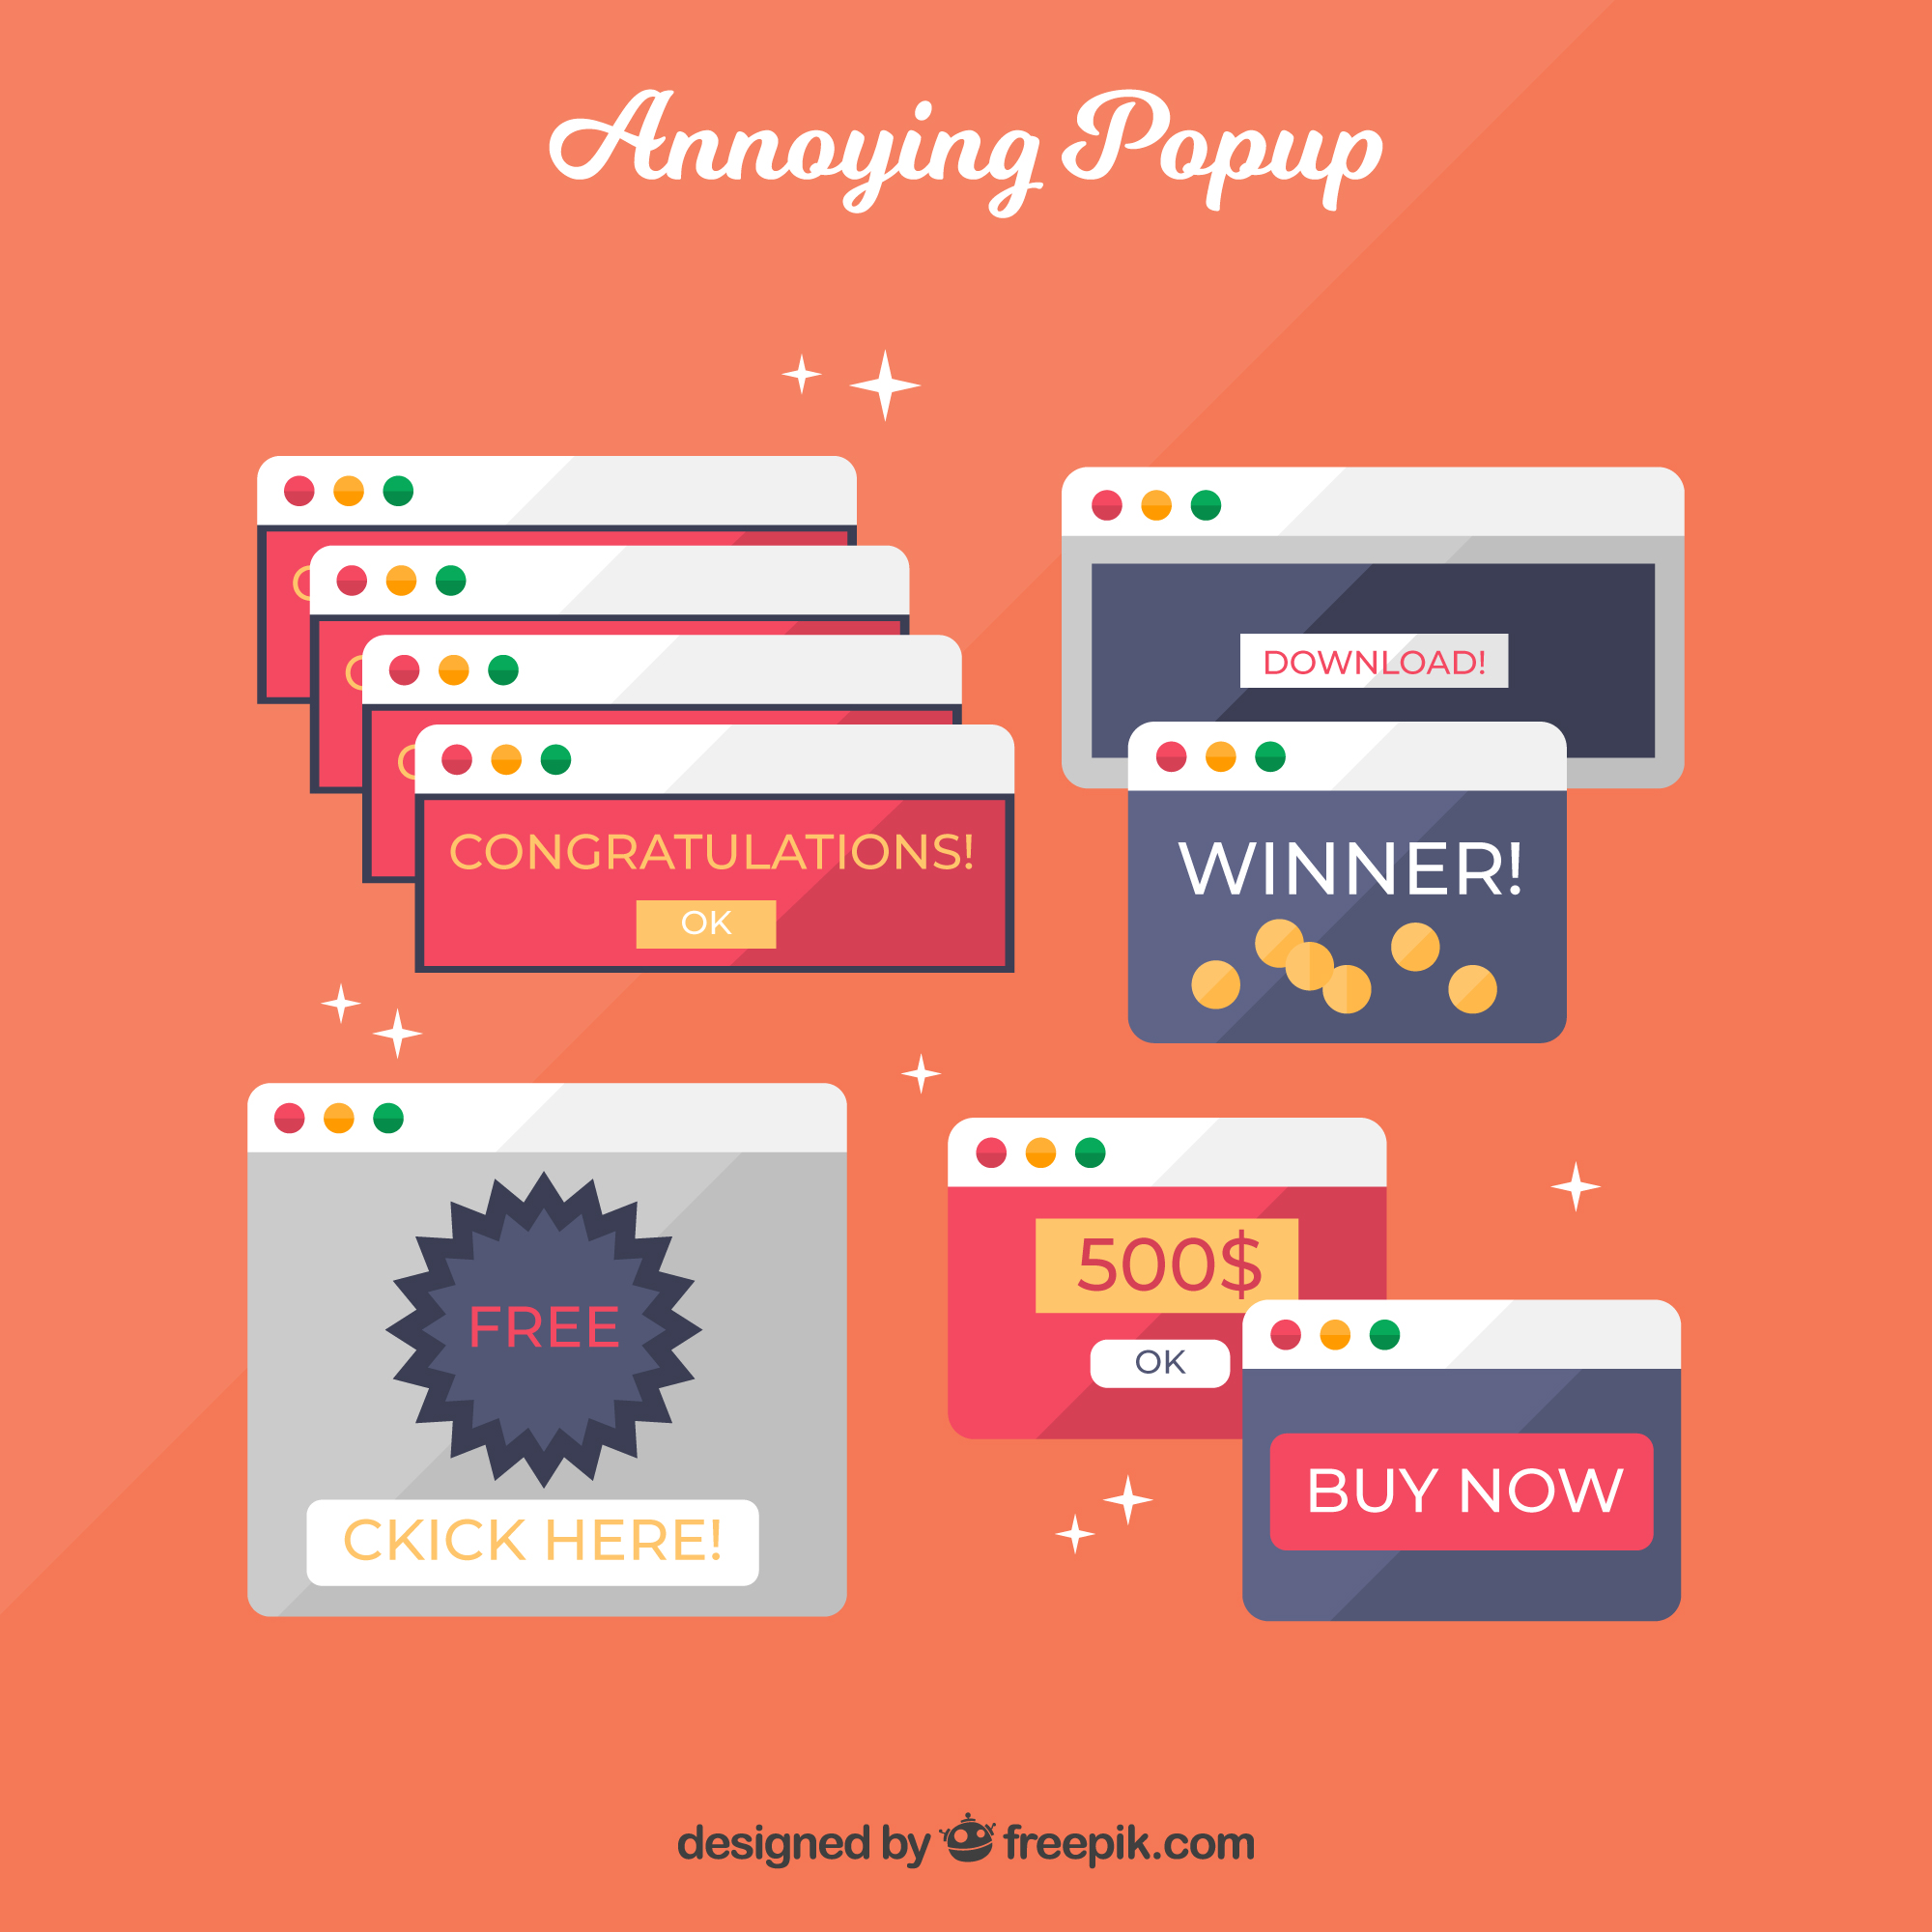 Annoying Popup
DOWNLOAD!
CONGRATULATIONS!
OK
WINNER!
FREE
CKICK HERE!
500$
OK
BUY NOW
designed by freepik.com